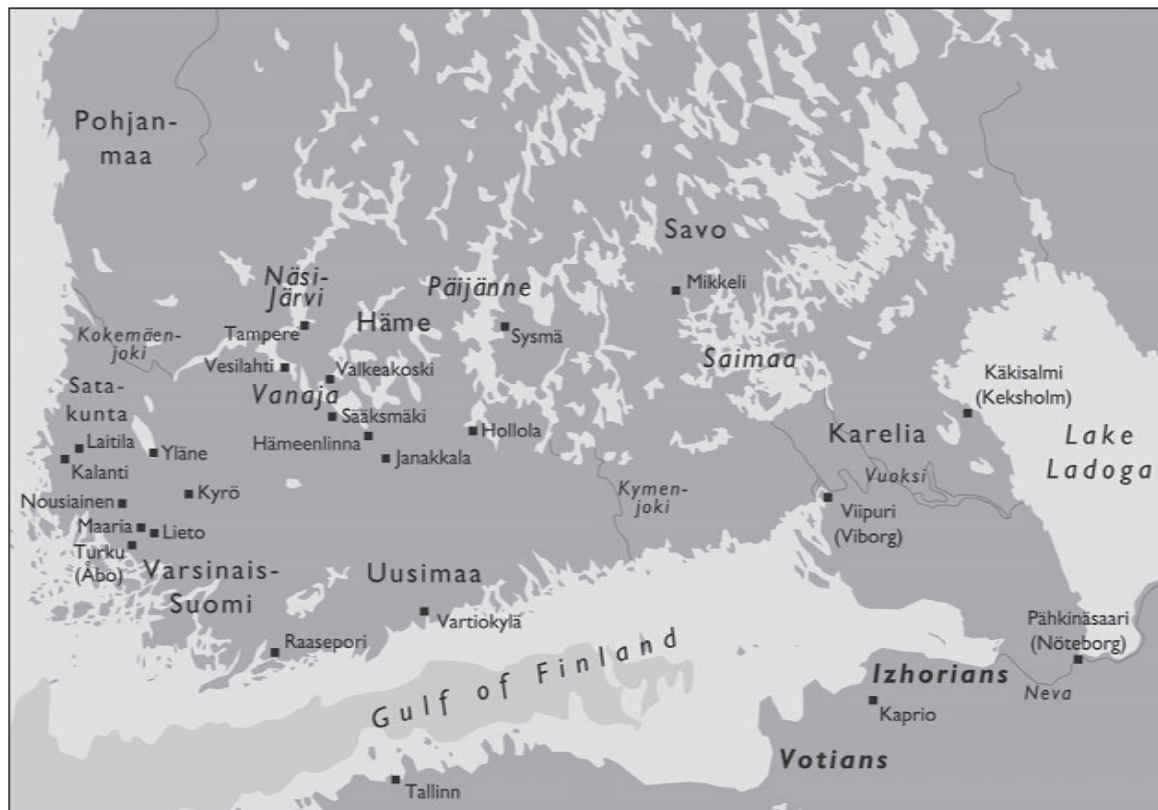 Pohjan-
maa
Savo
Mikkeli
Näsi-
Järvi
Päijänne
Häme
Tampere
Sysmä
Kokemäen-
joki
Vesilahti
Valkeakoski
Saimaa
Vanaja
Sata-
kunta
Sääksmäki
Käkisalmi
(Keksholm)
Laitila
Yläne
Hämeenlinna
Hollola
Karelia
Lake
Ladoga
Kalanti
Janakkala
Vuoksi
Kyrö
Kymen-
joki
Nousiainen
Viipuri
(Viborg)
Maaria
Lieto
Turku
(Åbo)
Varsinais-
Suomi
Uusimaa
Vartiokylä
Raasepori
Pähkinäsaari
(Nöteborg)
Gulf of Finland
Izhorians
Neva
Kaprio
Votians
Tallinn